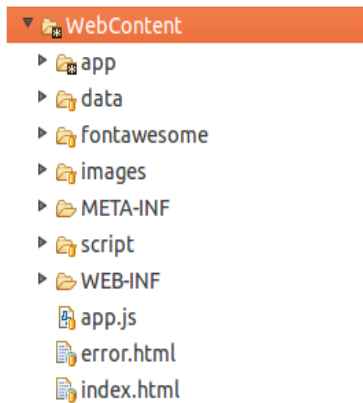 WebContent
app
data
fontawesome
images
META-INF
script
WEB-INF
app.js
error.html
index.html